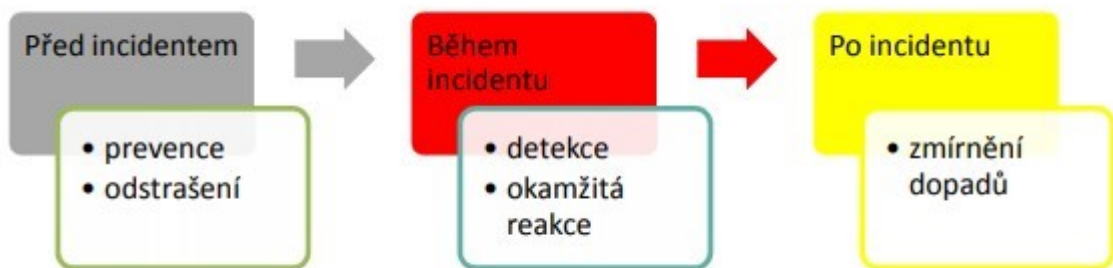 Před incidentem
• prevence
• odstrašení
Během
incidentu
• detekce
• okamžitá
reakce
Po incidentu
• zmírnění
dopadů